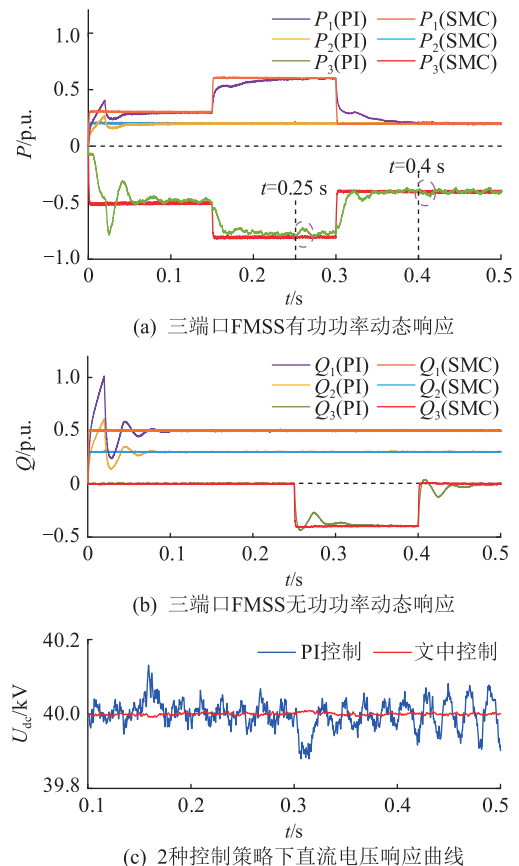 P₁(PI) P₁(SMC)
P₂(PI) P₂(SMC)
P₃(PI) P₃(SMC)
P/p.u.
1.0
0.5
0
−0.5
−1.0
t=0.25 s
t=0.4 s
0 0.1 0.2 0.3 0.4 0.5
t/s
(a) 三端口FMSS有功功率动态响应
Q₁(PI) Q₁(SMC)
Q₂(PI) Q₂(SMC)
Q₃(PI) Q₃(SMC)
Q/p.u.
1.0
0.5
0
−0.5
0 0.1 0.2 0.3 0.4 0.5
t/s
(b) 三端口FMSS无功功率动态响应
PI控制 文中控制
U_dc/kV
40.2
40.0
39.8
0.1 0.2 0.3 0.4 0.5
t/s
(c) 2种控制策略下直流电压响应曲线